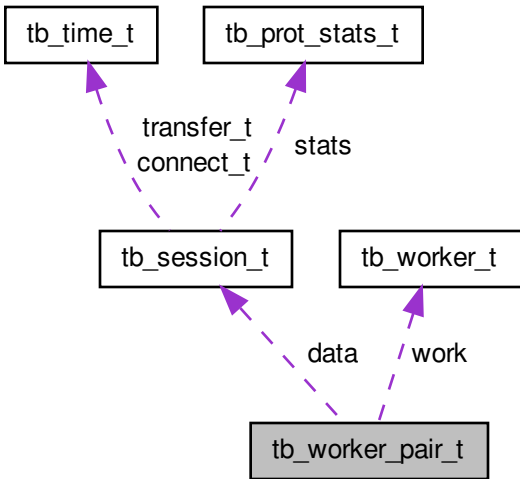 tb_time_t
tb_prot_stats_t
transfer_t
connect_t
stats
tb_session_t
tb_worker_t
data
work
tb_worker_pair_t